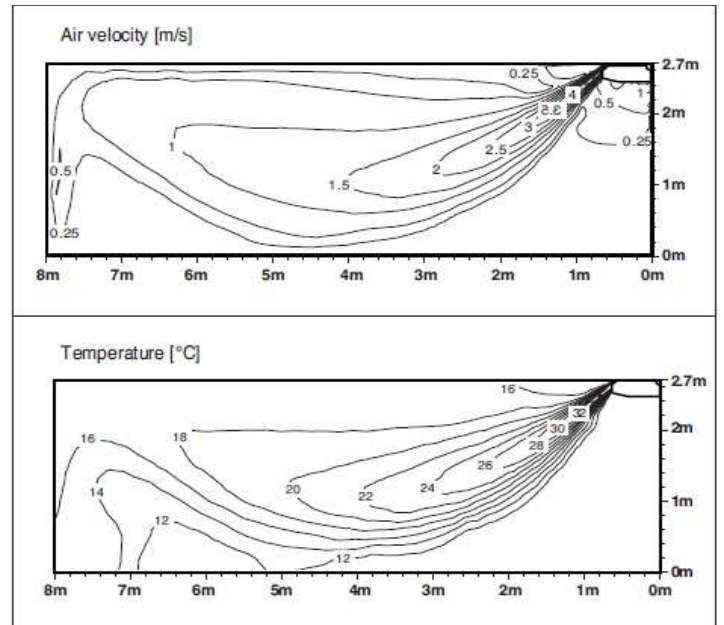 Air velocity [m/s]
0.25
4
0.5
1
3.5
3
0.25
2.5
1
2
1.5
0.5
0.25
2.7m
2m
1m
0m
8m 7m 6m 5m 4m 3m 2m 1m 0m
Temperature [°C]
16
32
30
18
16
28
26
24
20
22
14
12
12
2.7m
2m
1m
0m
8m 7m 6m 5m 4m 3m 2m 1m 0m